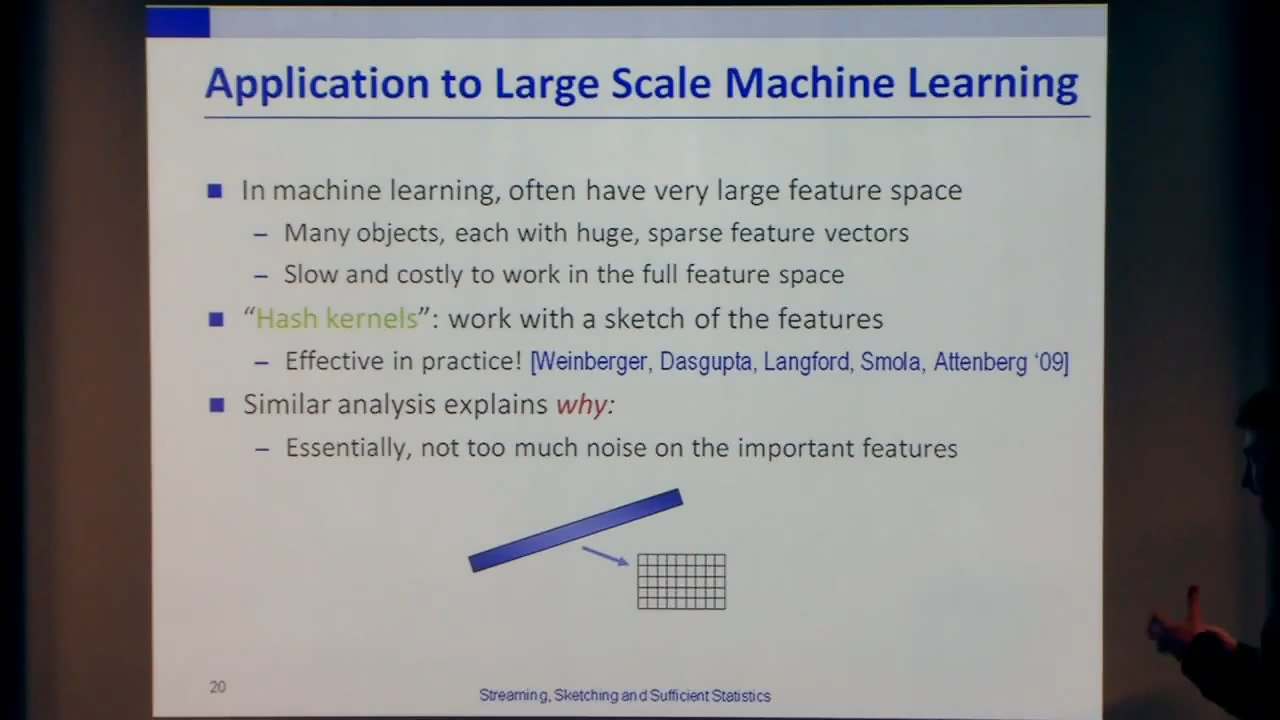 Application to Large Scale Machine Learning
In machine learning, often have very large feature space
– Many objects, each with huge, sparse feature vectors
– Slow and costly to work in the full feature space
“Hash kernels”: work with a sketch of the features
– Effective in practice! [Weinberger, Dasgupta, Langford, Smola, Attenberg ‘09]
Similar analysis explains why:
– Essentially, not too much noise on the important features
20
Streaming, Sketching and Sufficient Statistics